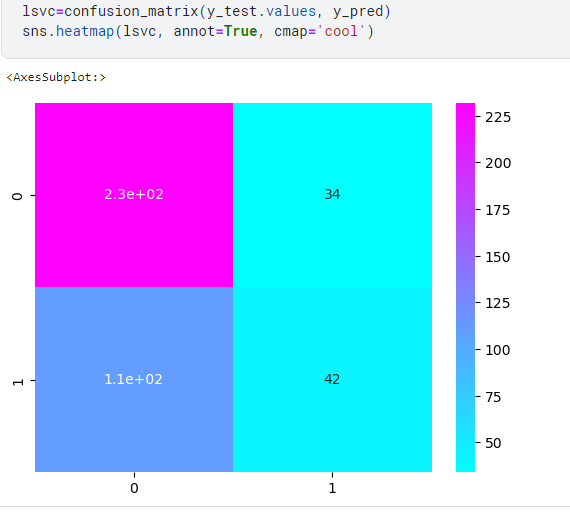 lsvc=confusion_matrix(y_test.values, y_pred)
sns.heatmap(lsvc, annot=True, cmap='cool')
<AxesSubplot:>
225
2.3e+02 34
0
200
175
150
125
100
1.1e+02 42
1
75
50
0 1